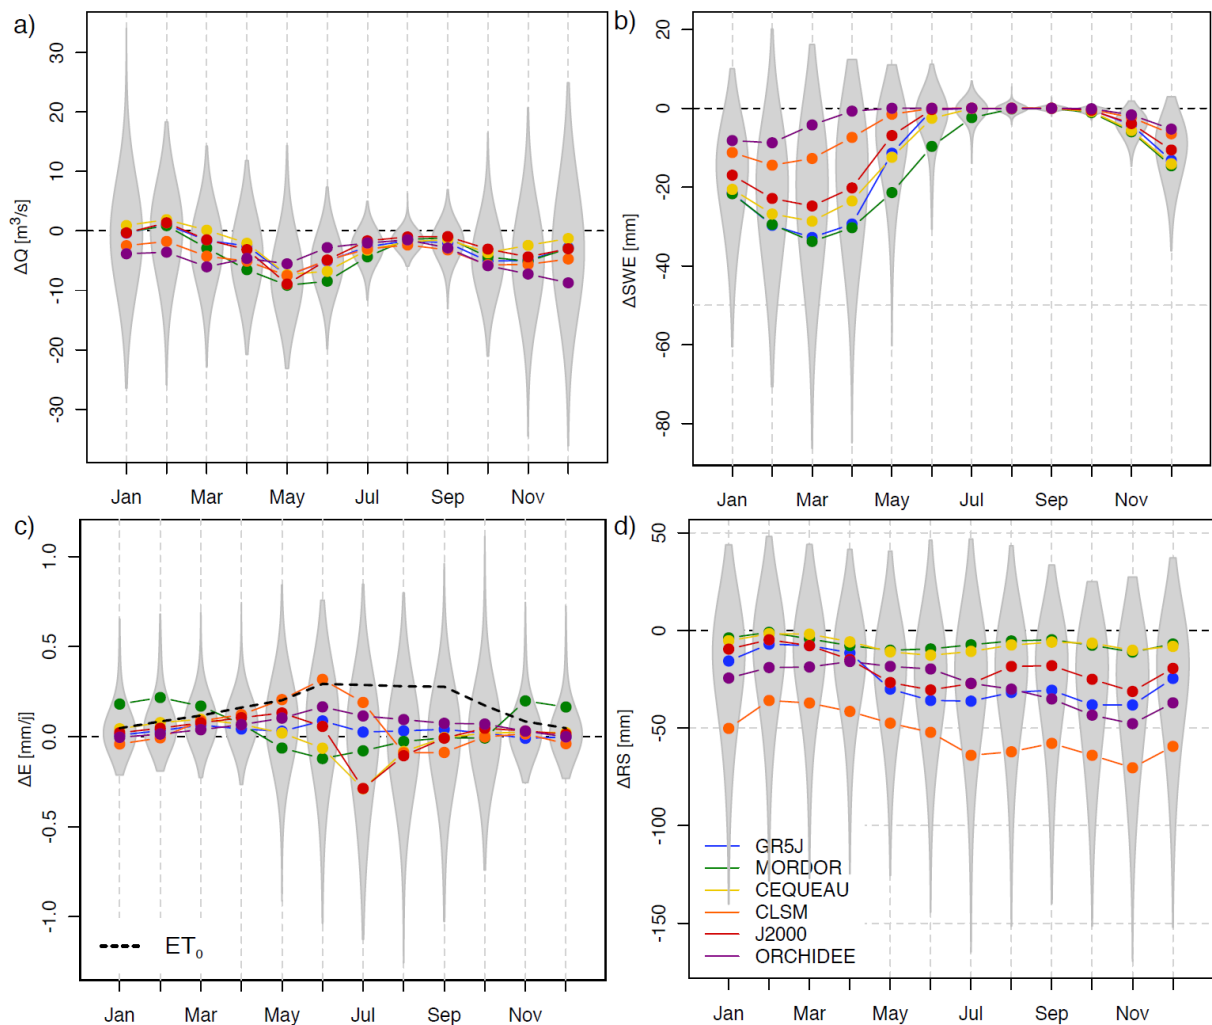 a)
ΔQ [m³/s]
30
20
10
0
-10
-20
-30
Jan Mar May Jul Sep Nov
b)
ΔSWE [mm]
20
0
-20
-40
-60
-80
Jan Mar May Jul Sep Nov
c)
ΔE [mm/j]
1.0
0.5
0.0
-0.5
-1.0
ET₀
Jan Mar May Jul Sep Nov
d)
ΔRS [mm]
50
0
-50
-100
-150
GR5J
MORDOR
CEQUEAU
CLSM
J2000
ORCHIDEE
Jan Mar May Jul Sep Nov